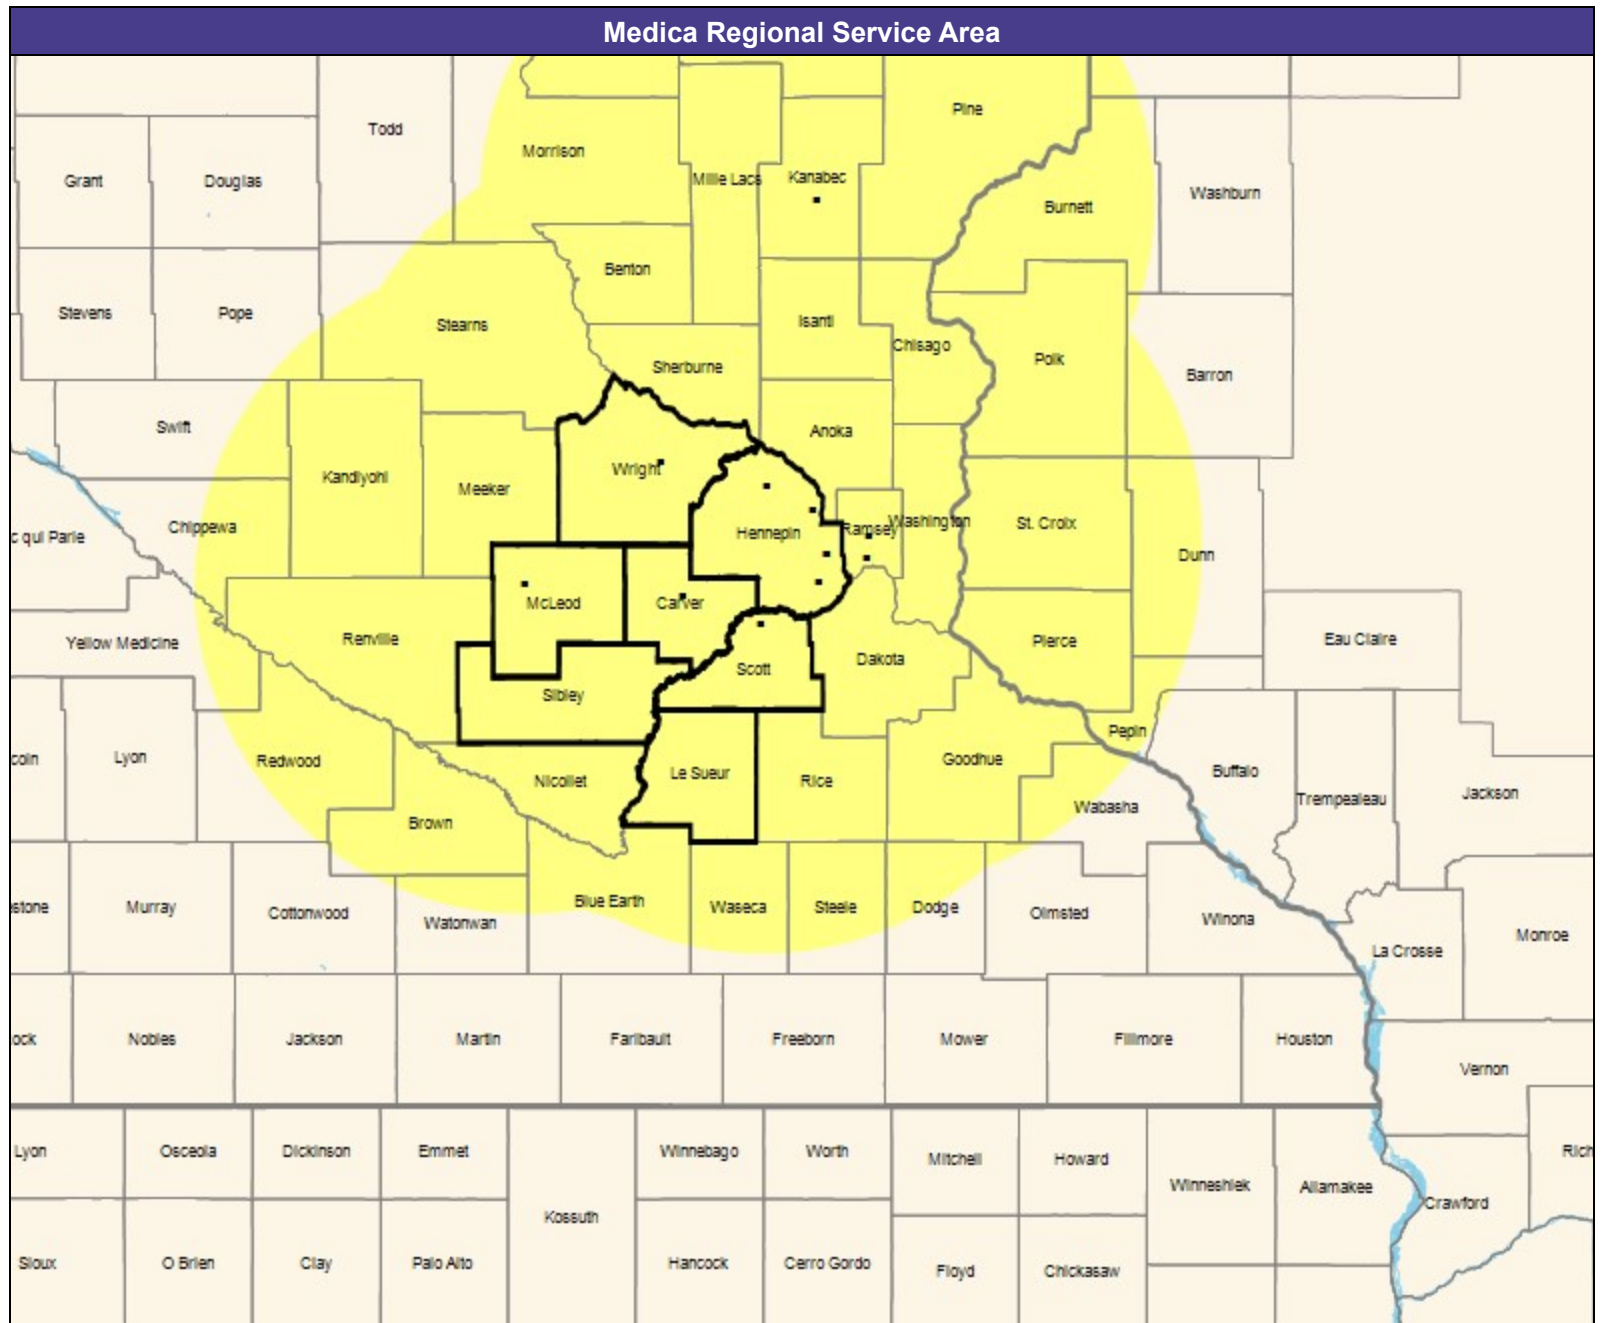 Medica Regional Service Area
Pine
Todd
Morrison
Mille Lacs
Kanabec
Grant
Douglas
Washburn
Burnett
Benton
Stevens
Pope
Stearns
Isanti
Chisago
Polk
Sherburne
Barron
Swift
Anoka
Wright
Kandiyohi
Meeker
Chippewa
Hennepin
Ramsey
Washington
St. Croix
c qui Parle
Dunn
McLeod
Carver
Yellow Medicine
Renville
Pierce
Eau Claire
Scott
Dakota
Sibley
Pepin
coln
Lyon
Redwood
Nicollet
Le Sueur
Rice
Goodhue
Buffalo
Trempealeau
Jackson
Wabasha
Brown
Blue Earth
stone
Murray
Cottonwood
Watonwan
Waseca
Steele
Dodge
Olmsted
Winona
Monroe
La Crosse
ock
Nobles
Jackson
Martin
Faribault
Freeborn
Mower
Fillmore
Houston
Vernon
Lyon
Osceola
Dickinson
Emmet
Winnebago
Worth
Mitchell
Howard
Rich
Winneshiek
Allamakee
Crawford
Kossuth
Sioux
O Brien
Clay
Palo Alto
Hancock
Cerro Gordo
Floyd
Chickasaw